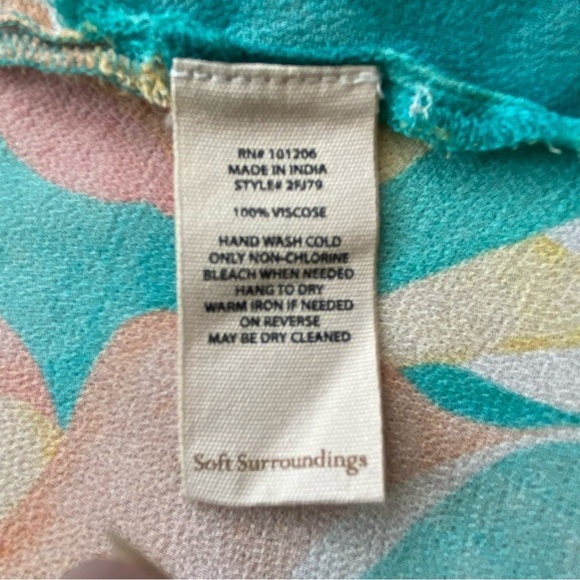 RN# 101206
MADE IN INDIA
STYLE# 2FJ79
100% VISCOSE
HAND WASH COLD
ONLY NON-CHLORINE
BLEACH WHEN NEEDED
HANG TO DRY
WARM IRON IF NEEDED
ON REVERSE
MAY BE DRY CLEANED
Soft Surroundings